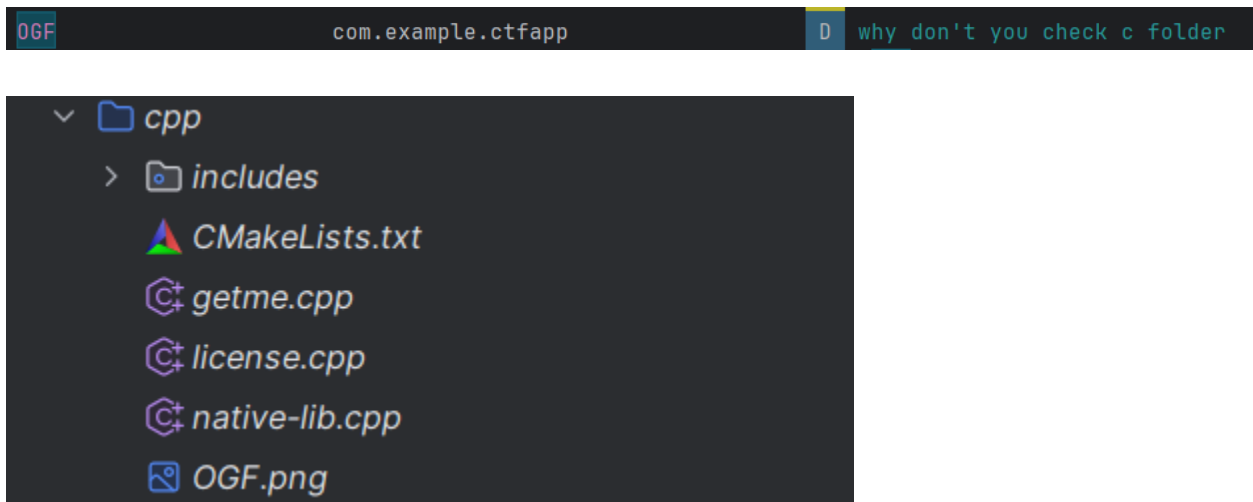 OGF com.example.ctfapp D why don't you check c folder
cpp
includes
CMakeLists.txt
getme.cpp
license.cpp
native-lib.cpp
OGF.png